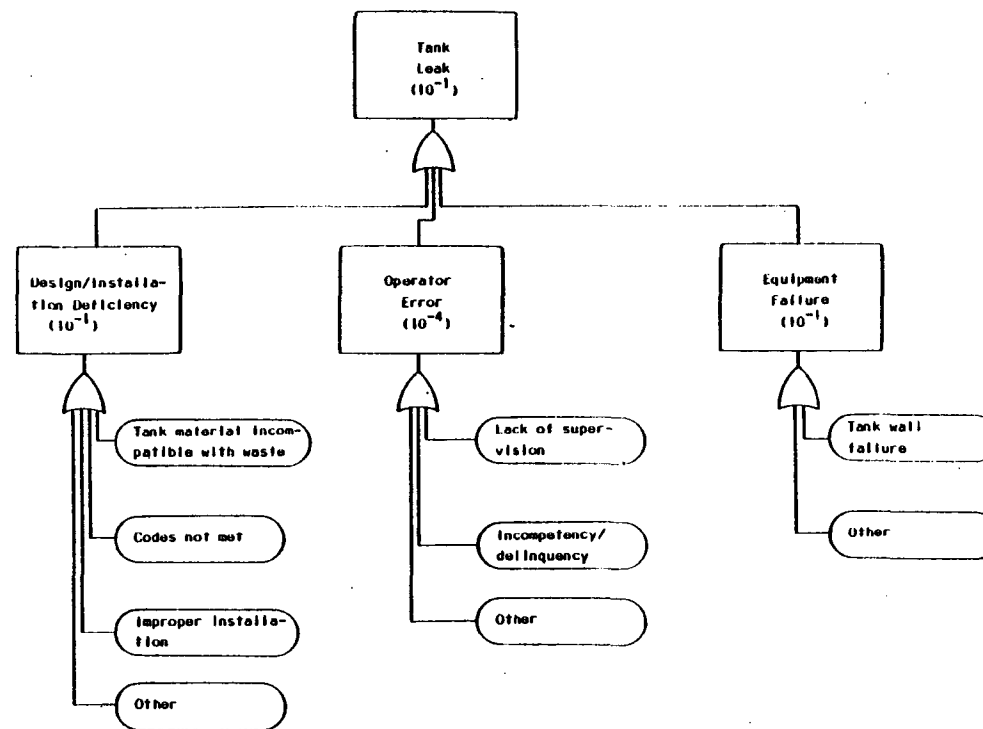 Tank
Leak
(10⁻¹)
Design/Installa-
tion Deficiency
(10⁻¹)
Operator
Error
(10⁻⁴)
Equipment
Failure
(10⁻¹)
Tank material incom-
patible with waste
Codes not met
Improper Installa-
tion
Other
Lack of super-
vision
Incompetency/
delinquency
Other
Tank wall
failure
Other